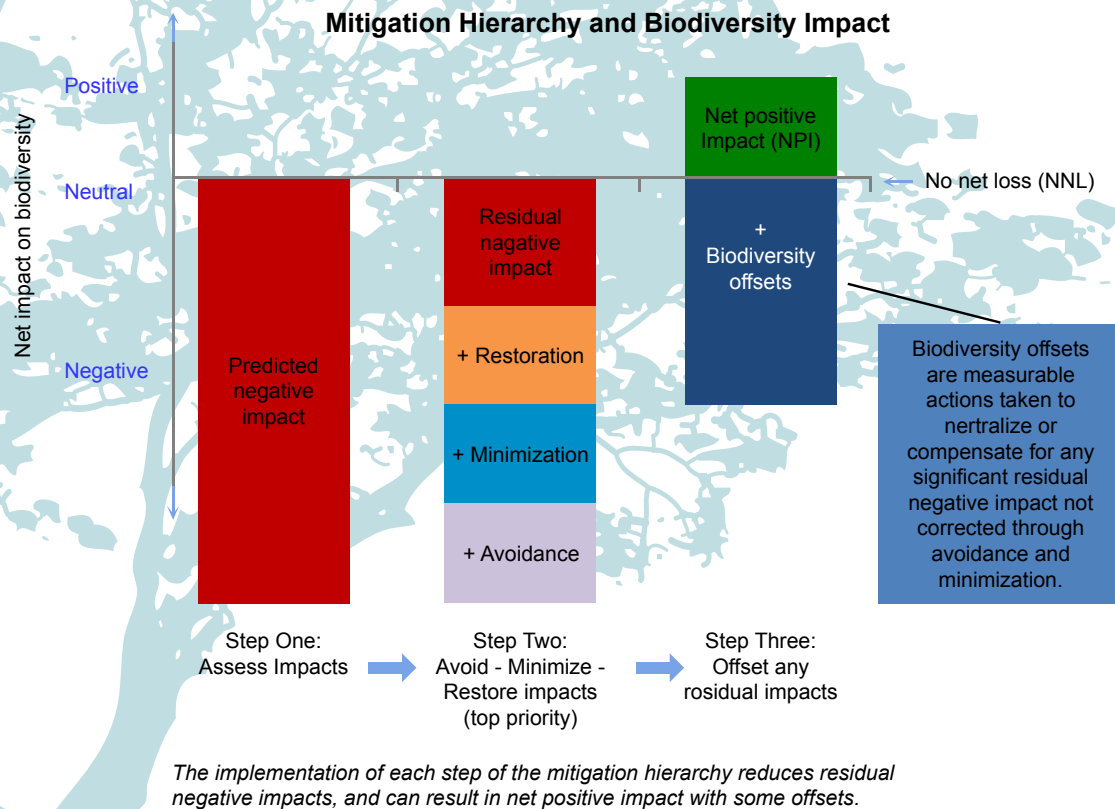 Mitigation Hierarchy and Biodiversity Impact
Net impact on biodiversity
Positive
Neutral
Negative
Predicted
negative
impact
Residual
nagative
impact
+ Restoration
+ Minimization
+ Avoidance
Net positive
Impact (NPI)
+
Biodiversity
offsets
No net loss (NNL)
Biodiversity offsets
are measurable
actions taken to
nertralize or
compensate for any
significant residual
negative impact not
corrected through
avoidance and
minimization.
Step One:
Assess Impacts
Step Two:
Avoid - Minimize -
Restore impacts
(top priority)
Step Three:
Offset any
rosidual impacts
The implementation of each step of the mitigation hierarchy reduces residual
negative impacts, and can result in net positive impact with some offsets.